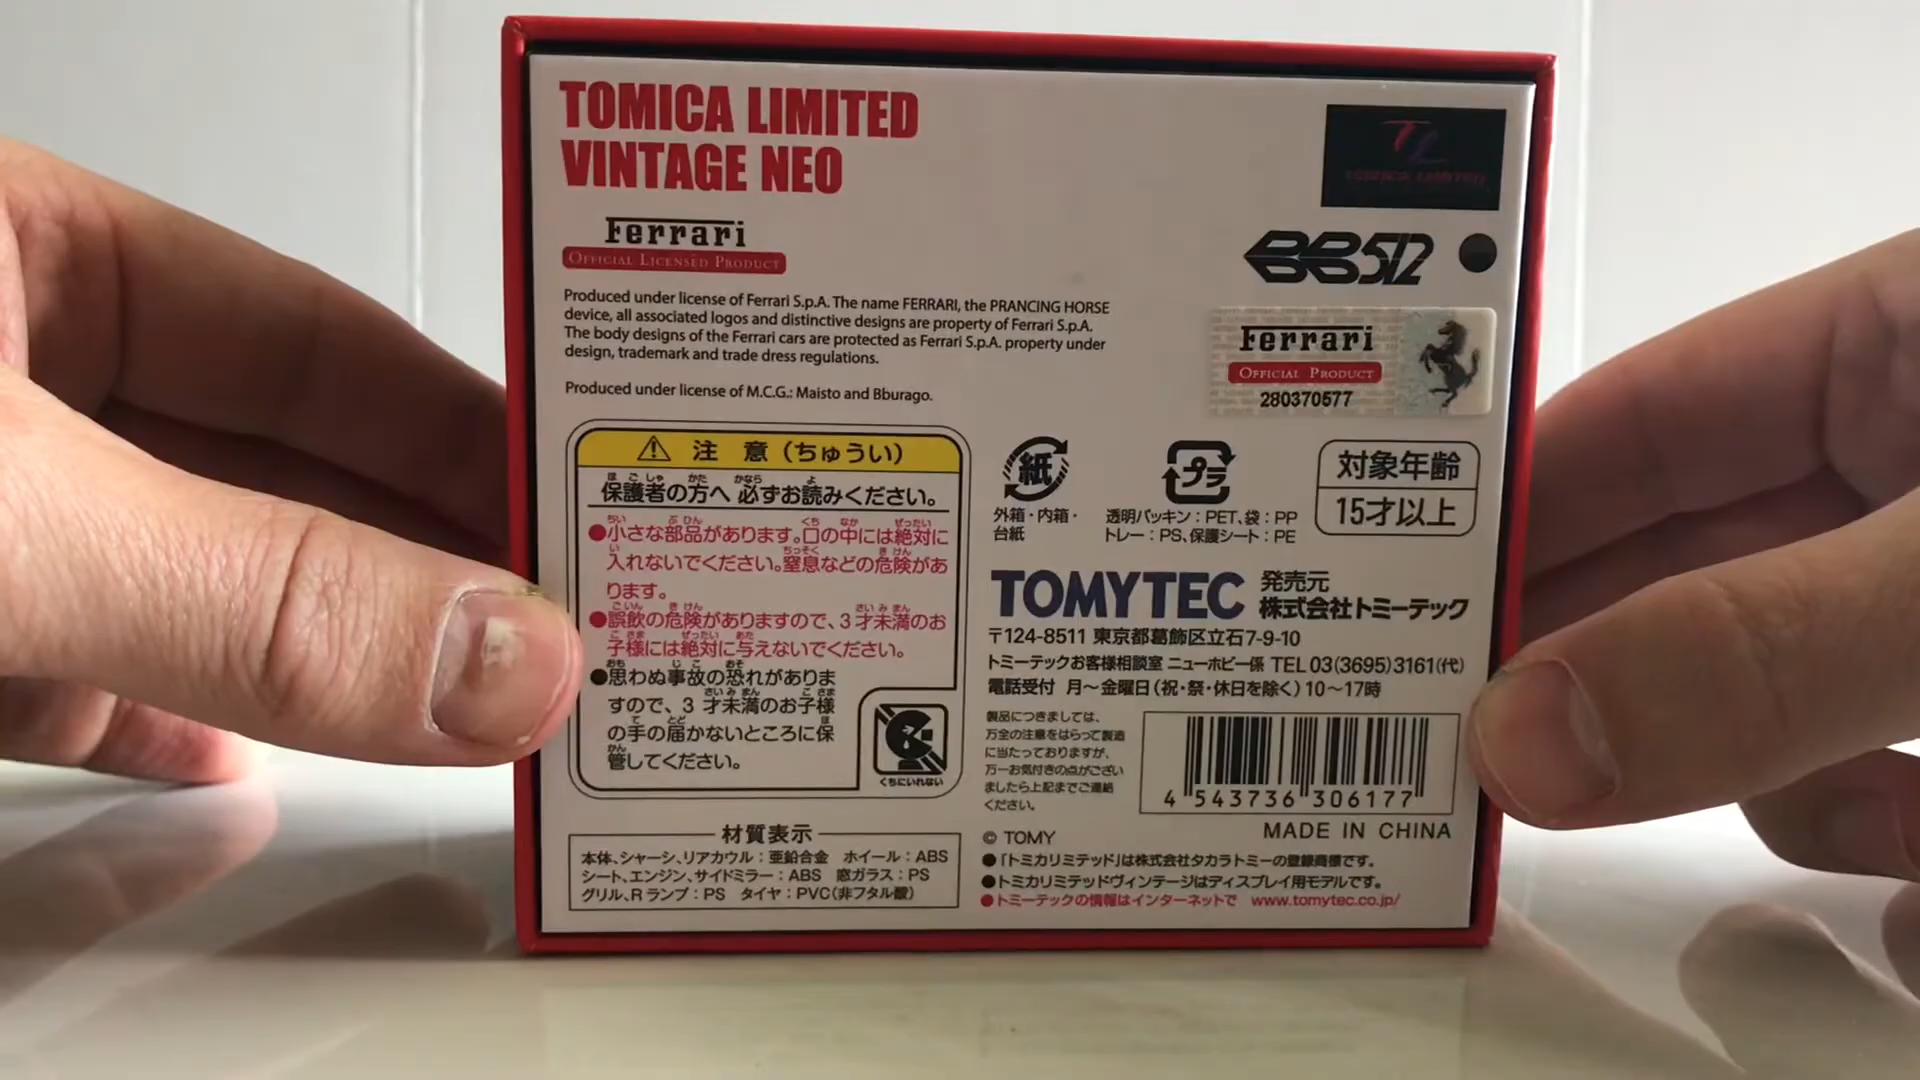 TOMICA LIMITED
VINTAGE NEO
TOMICA LIMITED
Ferrari
OFFICIAL LICENSED PRODUCT
BB512
Produced under license of Ferrari S.p.A. The name FERRARI, the PRANCING HORSE
device, all associated logos and distinctive designs are property of Ferrari S.p.A.
The body designs of the Ferrari cars are protected as Ferrari S.p.A. property under
design, trademark and trade dress regulations.
Produced under license of M.C.G.: Maisto and Bburago.
Ferrari
OFFICIAL PRODUCT
280370577
注 意（ちゅうい）
保護者の方へ 必ずお読みください。
●小さな部品があります。口の中には絶対に
入れないでください。窒息などの危険があ
ります。
●誤飲の危険がありますので、3才未満のお
子様には絶対に与えないでください。
●思わぬ事故の恐れがありま
すので、3才未満のお子様
の手の届かないところに保
管してください。
くちにいれない
紙
外箱・内箱・
台紙
プラ
透明パッキン：PET、袋：PP
トレー：PS、保護シート：PE
対象年齢
15才以上
TOMYTEC 発売元
株式会社トミーテック
〒124-8511 東京都葛飾区立石7-9-10
トミーテックお客様相談室 ニューホビー係 TEL 03(3695)3161(代)
電話受付 月〜金曜日（祝・祭・休日を除く）10〜17時
製品につきましては、
万全の注意をはらって製造
に当たっておりますが、
万一お気付きの点がござい
ましたら上記までご連絡
ください。
4 543736 306177
MADE IN CHINA
材質表示
本体、シャーシ、リアカウル：亜鉛合金 ホイール：ABS
シート、エンジン、サイドミラー：ABS 窓ガラス：PS
グリル、Rランプ：PS タイヤ：PVC（非フタル酸）
© TOMY
●「トミカリミテッド」は株式会社タカラトミーの登録商標です。
●トミカリミテッドヴィンテージはディスプレイ用モデルです。
●トミーテックの情報はインターネットで www.tomytec.co.jp/